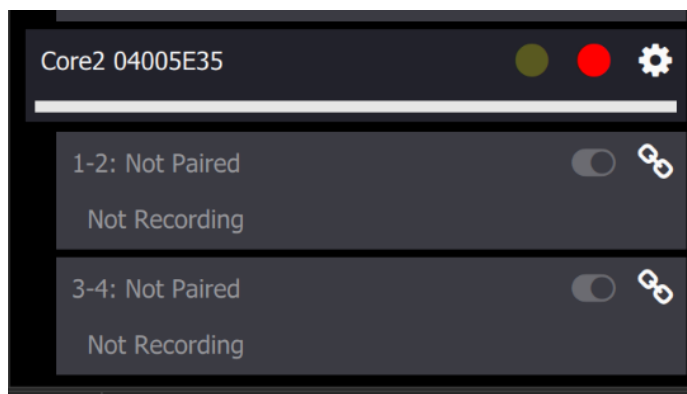 Core2 04005E35
1-2: Not Paired
Not Recording
3-4: Not Paired
Not Recording